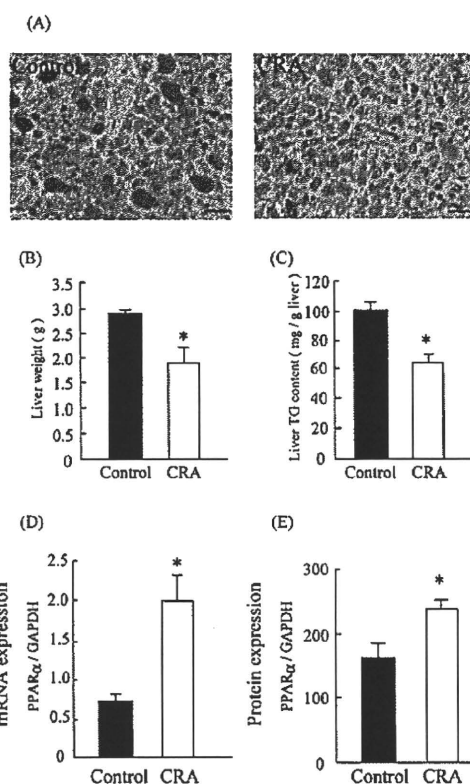 (A)
Control
CRA
(B)
(C)
Liver weight ( g )
3.5
3.0
2.5
2.0
1.5
1.0
0.5
0
*
Control CRA
Liver TG content ( mg / g liver )
120
100
80
60
40
20
0
*
Control CRA
(D)
(E)
mRNA expression
PPARα / GAPDH
2.5
2.0
1.5
1.0
0.5
0
*
Control CRA
Protein expression
PPARα / GAPDH
300
200
100
0
*
Control CRA